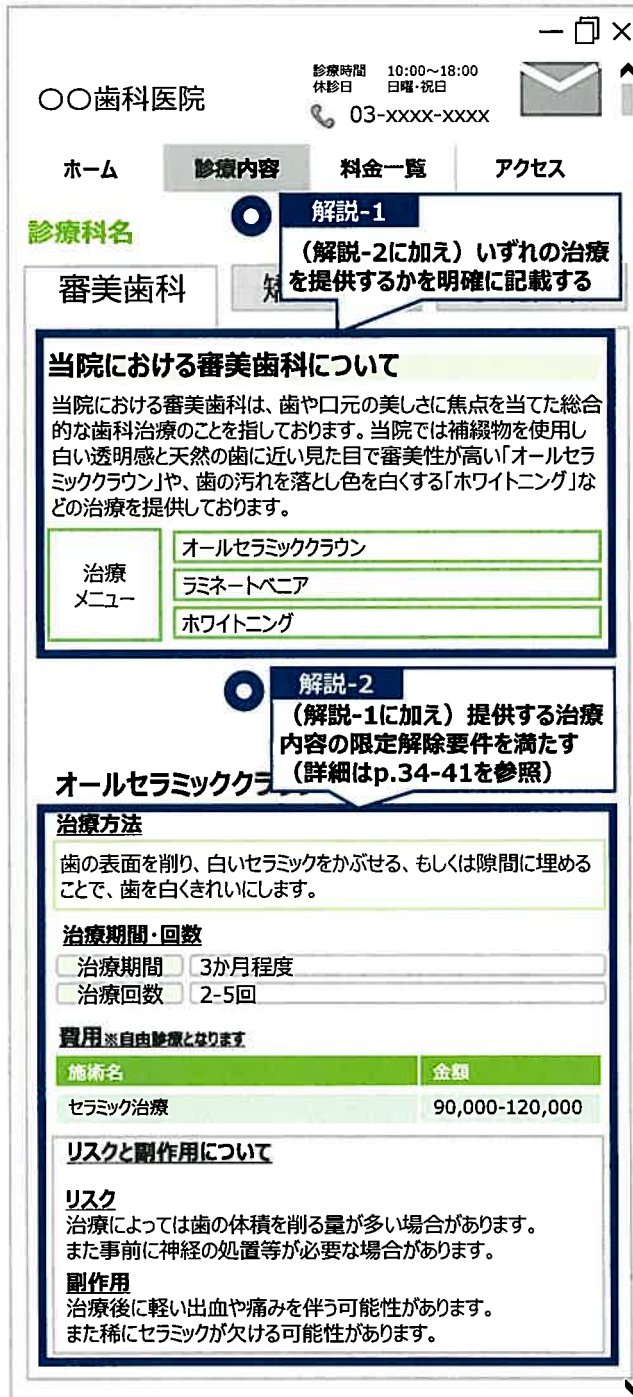 診療時間 10:00～18:00
休診日 日曜・祝日
〇〇歯科医院
03-xxxx-xxxx
ホーム 診療内容 料金一覧 アクセス
解説-1
（解説-2に加え）いずれの治療
を提供するかを明確に記載する
診療科名
審美歯科
当院における審美歯科について
当院における審美歯科は、歯や口元の美しさに焦点を当てた総合
的な歯科治療のことを指しております。当院では補綴物を使用し
白い透明感と天然の歯に近い見た目で審美性が高い「オールセラ
ミッククラウン」や、歯の汚れを落とし色を白くする「ホワイトニング」な
どの治療を提供しております。
治療
メニュー
オールセラミッククラウン
ラミネートベニア
ホワイトニング
解説-2
（解説-1に加え）提供する治療
内容の限定解除要件を満たす
（詳細はp.34-41を参照）
オールセラミックク
治療方法
歯の表面を削り、白いセラミックをかぶせる、もしくは隙間に埋める
ことで、歯を白くきれいにします。
治療期間・回数
治療期間 3か月程度
治療回数 2-5回
費用※自由診療となります
施術名 金額
セラミック治療 90,000-120,000
リスクと副作用について
リスク
治療によっては歯の体積を削る量が多い場合があります。
また事前に神経の処置等が必要な場合があります。
副作用
治療後に軽い出血や痛みを伴う可能性があります。
また稀にセラミックが欠ける可能性があります。